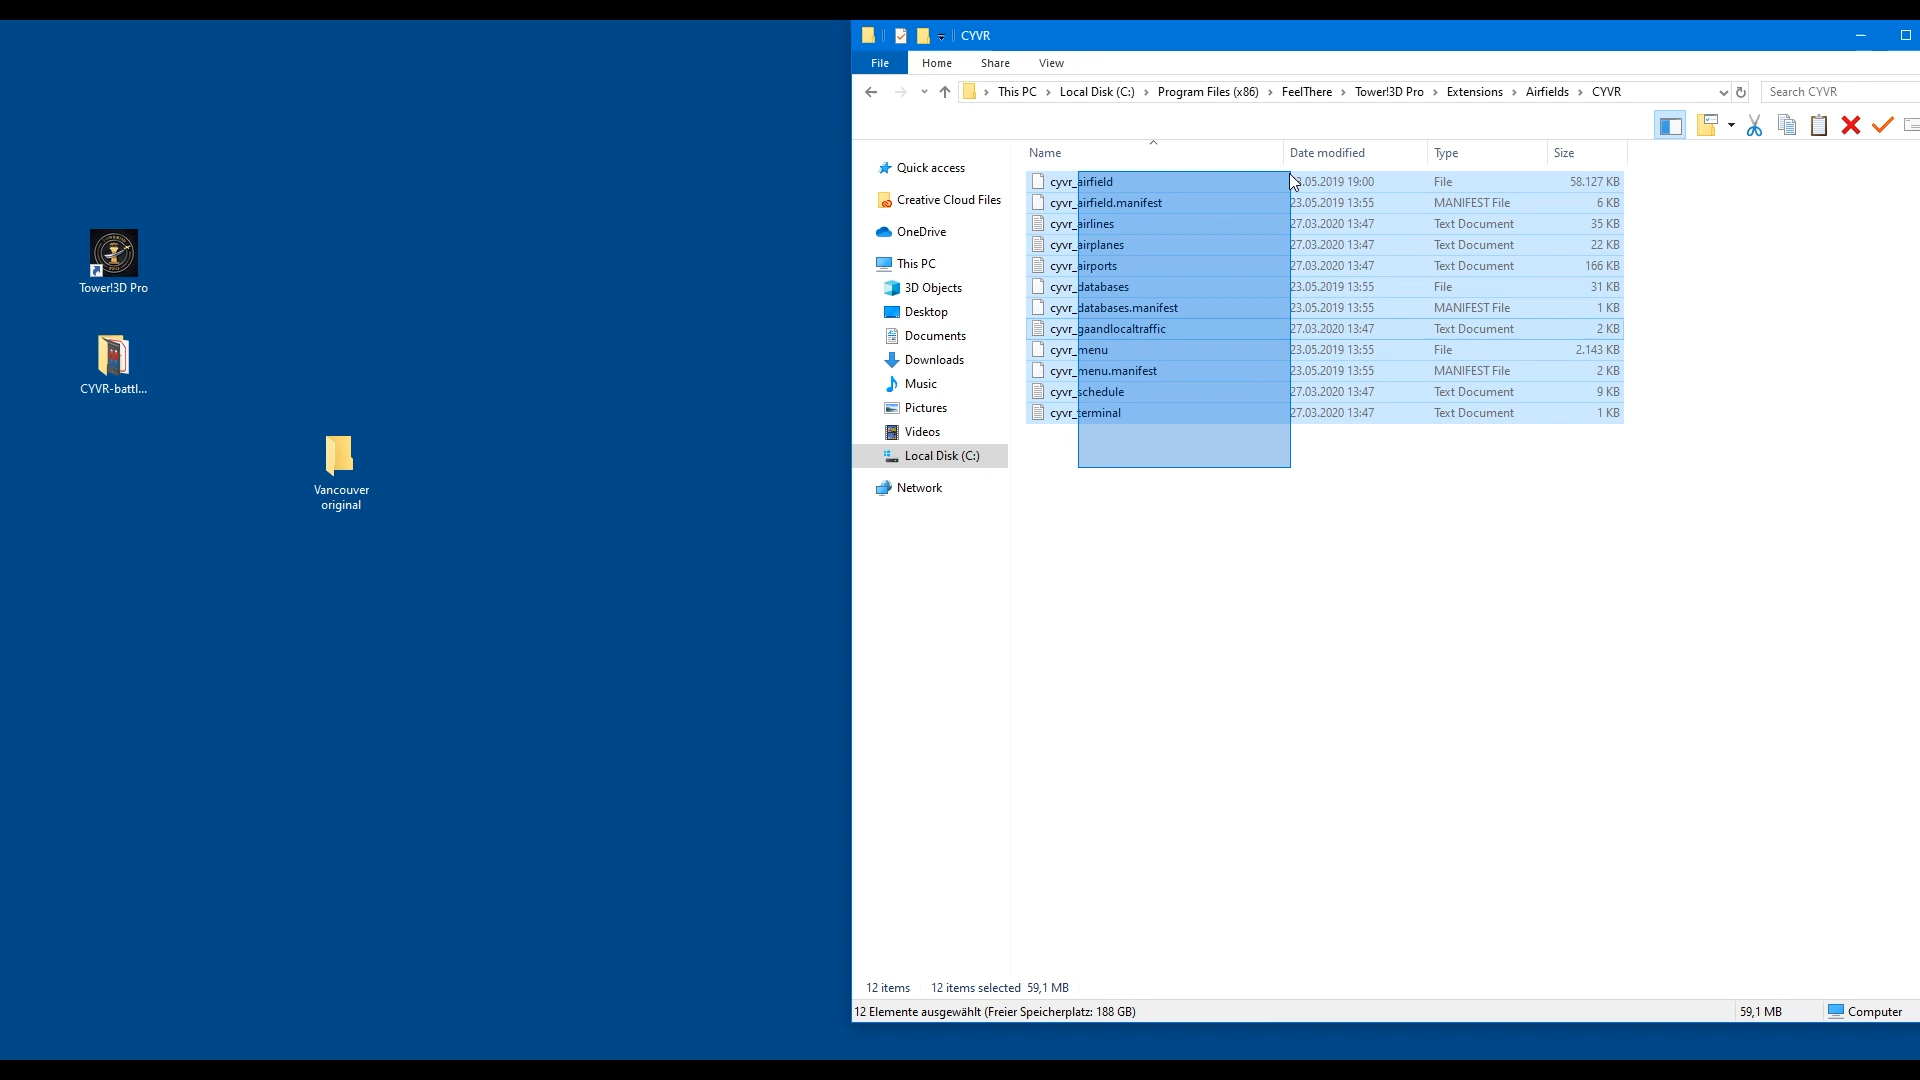 CYVR
File Home Share View
This PC > Local Disk (C:) > Program Files (x86) > FeelThere > Tower!3D Pro > Extensions > Airfields > CYVR
Search CYVR
Name Date modified Type Size
Quick access
Creative Cloud Files
OneDrive
This PC
3D Objects
Desktop
Documents
Downloads
Music
Pictures
Videos
Local Disk (C:)
Network
cyvr_airfield .05.2019 19:00 File 58.127 KB
cyvr_airfield.manifest 23.05.2019 13:55 MANIFEST File 6 KB
cyvr_airlines 27.03.2020 13:47 Text Document 35 KB
cyvr_airplanes 27.03.2020 13:47 Text Document 22 KB
cyvr_airports 27.03.2020 13:47 Text Document 166 KB
cyvr_databases 23.05.2019 13:55 File 31 KB
cyvr_databases.manifest 23.05.2019 13:55 MANIFEST File 1 KB
cyvr_gaandlocaltraffic 27.03.2020 13:47 Text Document 2 KB
cyvr_menu 23.05.2019 13:55 File 2.143 KB
cyvr_menu.manifest 23.05.2019 13:55 MANIFEST File 2 KB
cyvr_schedule 27.03.2020 13:47 Text Document 9 KB
cyvr_terminal 27.03.2020 13:47 Text Document 1 KB
Tower!3D Pro
CYVR-battl...
Vancouver
original
12 items 12 items selected 59,1 MB
12 Elemente ausgewählt (Freier Speicherplatz: 188 GB) 59,1 MB Computer